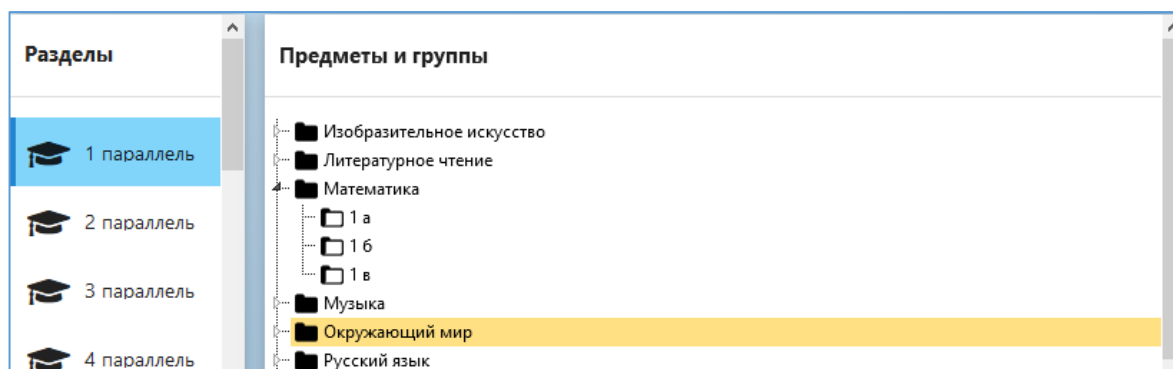 Разделы
1 параллель
2 параллель
3 параллель
4 параллель
Предметы и группы
Изобразительное искусство
Литературное чтение
Математика
1 а
1 б
1 в
Музыка
Окружающий мир
Русский язык